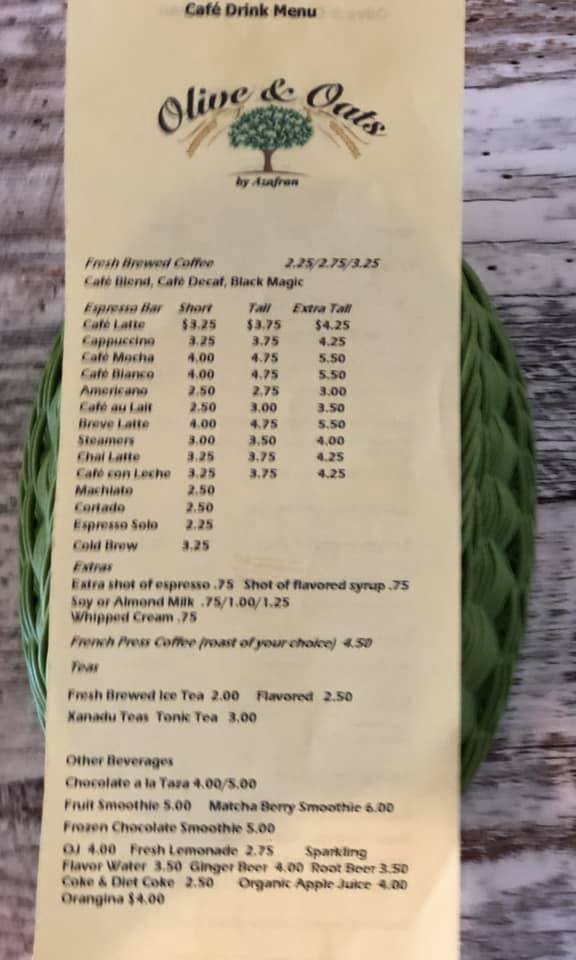 Café Drink Menu
Olive & Oats
by Azafran
Fresh Brewed Coffee 2.25/2.75/3.25
Café Blend, Café Decaf, Black Magic
Espresso Bar Short Tall Extra Tall
Café Latte $3.25 $3.75 $4.25
Cappuccino 3.25 3.75 4.25
Café Mocha 4.00 4.75 5.50
Café Bianco 4.00 4.75 5.50
Americano 2.50 2.75 3.00
Café au Lait 2.50 3.00 3.50
Breve Latte 4.00 4.75 5.50
Steamers 3.00 3.50 4.00
Chai Latte 3.25 3.75 4.25
Café con Leche 3.25 3.75 4.25
Machiato 2.50
Cortado 2.50
Espresso Solo 2.25
Cold Brew 3.25
Extras
Extra shot of espresso .75 Shot of flavored syrup .75
Soy or Almond Milk .75/1.00/1.25
Whipped Cream .75
French Press Coffee (roast of your choice) 4.50
Teas
Fresh Brewed Ice Tea 2.00 Flavored 2.50
Xanadu Teas Tonic Tea 3.00
Other Beverages
Chocolate a la Taza 4.00/5.00
Fruit Smoothie 5.00 Matcha Berry Smoothie 6.00
Frozen Chocolate Smoothie 5.00
OJ 4.00 Fresh Lemonade 2.75 Sparkling
Flavor Water 3.50 Ginger Beer 4.00 Root Beer 3.50
Coke & Diet Coke 2.50 Organic Apple Juice 4.00
Orangina $4.00